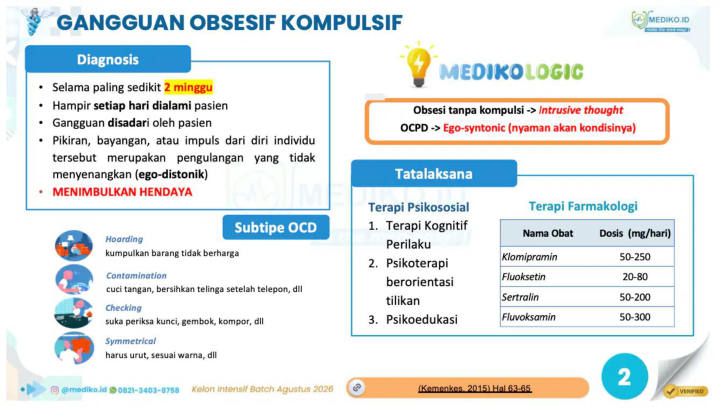 GANGGUAN OBSESIF KOMPULSIF
MEDIKO.ID
Diagnosis
• Selama paling sedikit 2 minggu
• Hampir setiap hari dialami pasien
• Gangguan disadari oleh pasien
• Pikiran, bayangan, atau impuls dari diri individu
tersebut merupakan pengulangan yang tidak
menyenangkan (ego-distonik)
• MENIMBULKAN HENDAYA
MEDIKOLOGIC
Obsesi tanpa kompulsi -> Intrusive thought
OCPD -> Ego-syntonic (nyaman akan kondisinya)
Subtipe OCD
Hoarding
kumpulkan barang tidak berharga
Contamination
cuci tangan, bersihkan telinga setelah telepon, dll
Checking
suka periksa kunci, gembok, kompor, dll
Symmetrical
harus urut, sesuai warna, dll
Tatalaksana
Terapi Psikososial
1. Terapi Kognitif
Perilaku
2. Psikoterapi
berorientasi
tilikan
3. Psikoedukasi
Terapi Farmakologi
Nama Obat Dosis (mg/hari)
Klomipramin 50-250
Fluoksetin 20-80
Sertralin 50-200
Fluvoksamin 50-300
MEDIKO.ID
@mediko.id 0821-3403-8758
Kelon Intensif Batch Agustus 2026
(Kemenkes, 2015) Hal 63-65
2
VERIFIED